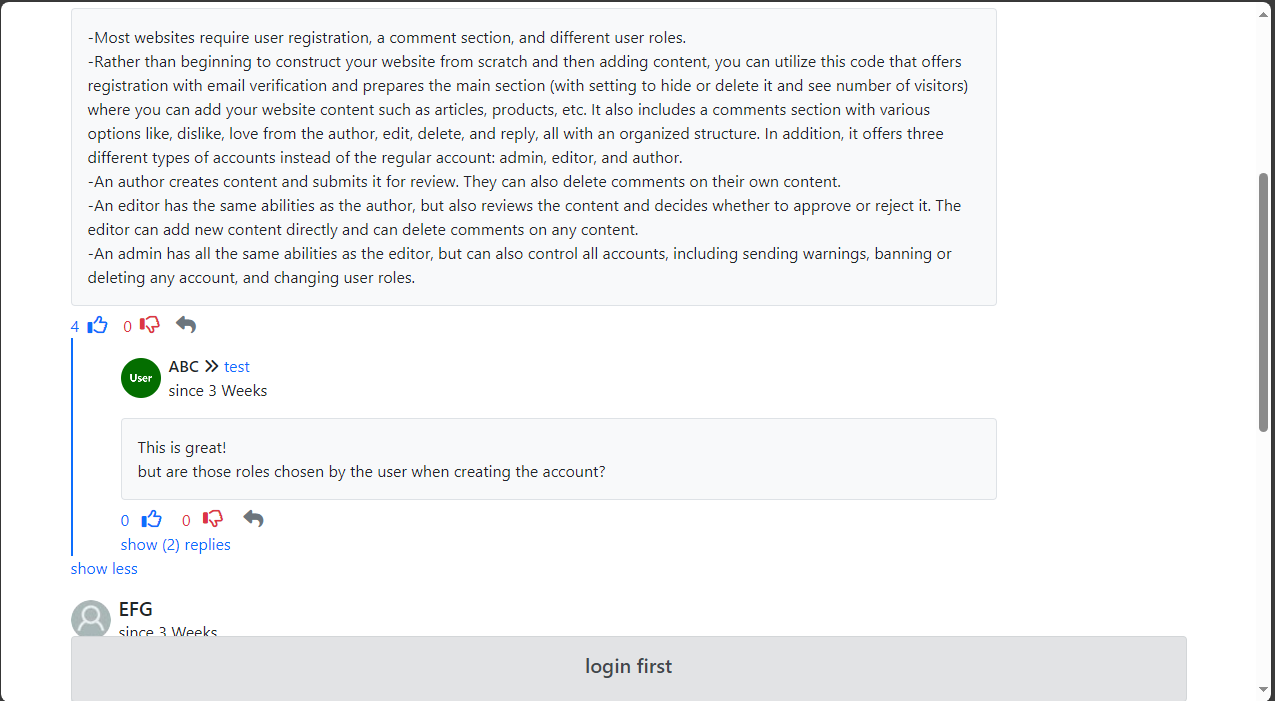 -Most websites require user registration, a comment section, and different user roles.
-Rather than beginning to construct your website from scratch and then adding content, you can utilize this code that offers
registration with email verification and prepares the main section (with setting to hide or delete it and see number of visitors)
where you can add your website content such as articles, products, etc. It also includes a comments section with various
options like, dislike, love from the author, edit, delete, and reply, all with an organized structure. In addition, it offers three
different types of accounts instead of the regular account: admin, editor, and author.
-An author creates content and submits it for review. They can also delete comments on their own content.
-An editor has the same abilities as the author, but also reviews the content and decides whether to approve or reject it. The
editor can add new content directly and can delete comments on any content.
-An admin has all the same abilities as the editor, but can also control all accounts, including sending warnings, banning or
deleting any account, and changing user roles.
4 0
User ABC test
since 3 Weeks
This is great!
but are those roles chosen by the user when creating the account?
0 0
show (2) replies
show less
EFG
since 3 Weeks
login first